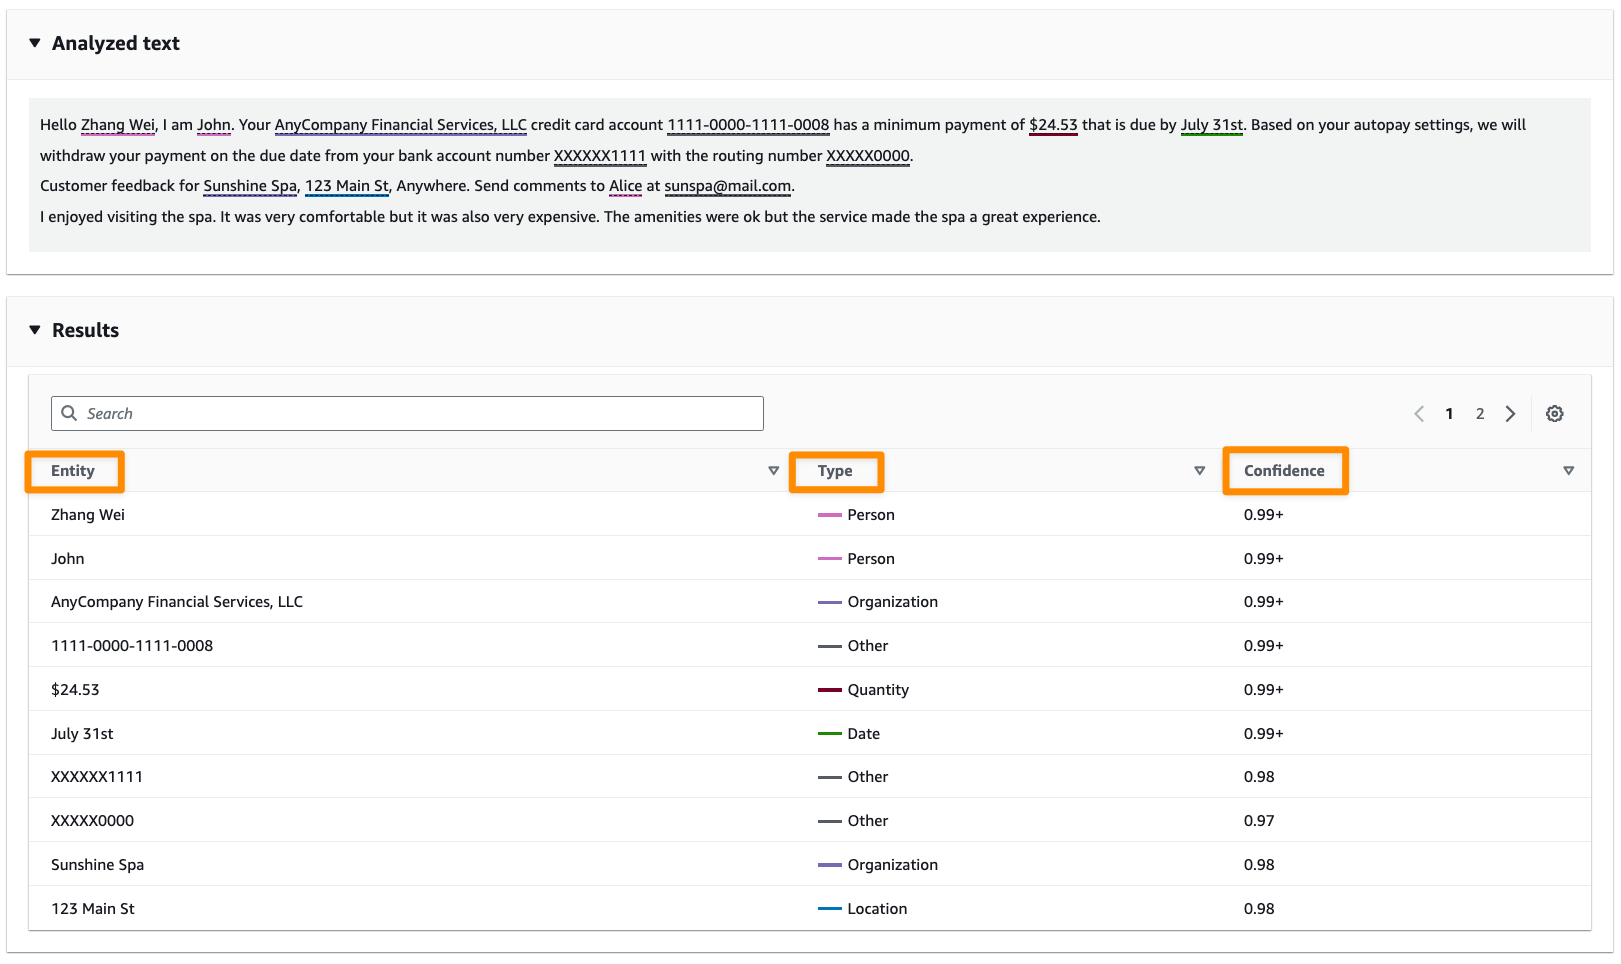 Analyzed text
Hello Zhang Wei, I am John. Your AnyCompany Financial Services, LLC credit card account 1111-0000-1111-0008 has a minimum payment of $24.53 that is due by July 31st. Based on your autopay settings, we will
withdraw your payment on the due date from your bank account number XXXXXX1111 with the routing number XXXXX0000.
Customer feedback for Sunshine Spa, 123 Main St, Anywhere. Send comments to Alice at sunspa@mail.com.
I enjoyed visiting the spa. It was very comfortable but it was also very expensive. The amenities were ok but the service made the spa a great experience.
Results
Search 1 2
Entity Type Confidence
Zhang Wei Person 0.99+
John Person 0.99+
AnyCompany Financial Services, LLC Organization 0.99+
1111-0000-1111-0008 Other 0.99+
$24.53 Quantity 0.99+
July 31st Date 0.99+
XXXXXX1111 Other 0.98
XXXXX0000 Other 0.97
Sunshine Spa Organization 0.98
123 Main St Location 0.98